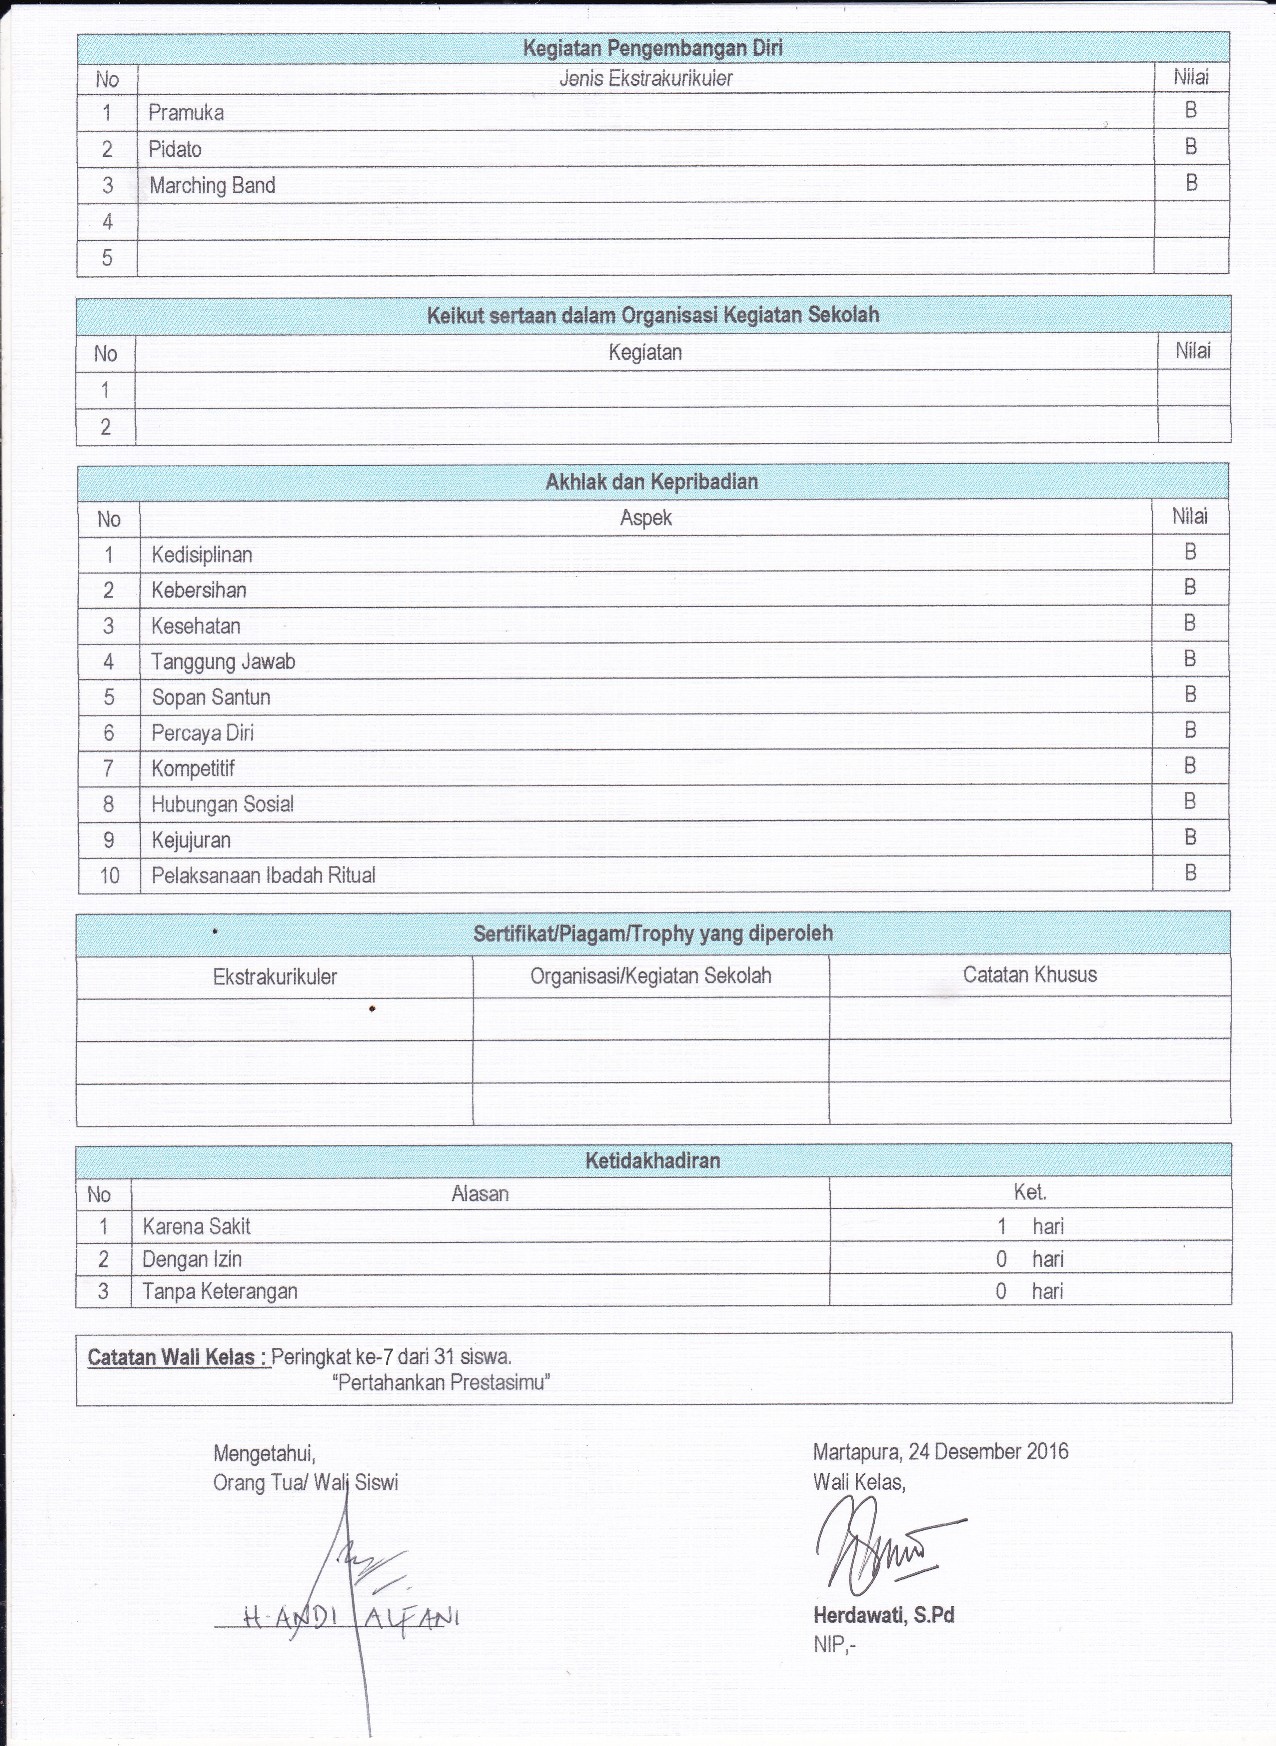 Kegiatan Pengembangan Diri
No Jenis Ekstrakurikuler Nilai
1 Pramuka B
2 Pidato B
3 Marching Band B
4
5
Keikut sertaan dalam Organisasi Kegiatan Sekolah
No Kegiatan Nilai
1
2
Akhlak dan Kepribadian
No Aspek Nilai
1 Kedisiplinan B
2 Kebersihan B
3 Kesehatan B
4 Tanggung Jawab B
5 Sopan Santun B
6 Percaya Diri B
7 Kompetitif B
8 Hubungan Sosial B
9 Kejujuran B
10 Pelaksanaan Ibadah Ritual B
Sertifikat/Piagam/Trophy yang diperoleh
Ekstrakurikuler Organisasi/Kegiatan Sekolah Catatan Khusus
Ketidakhadiran
No Alasan Ket.
1 Karena Sakit 1 hari
2 Dengan Izin 0 hari
3 Tanpa Keterangan 0 hari
Catatan Wali Kelas : Peringkat ke-7 dari 31 siswa.
"Pertahankan Prestasimu"
Mengetahui,
Orang Tua/ Wali Siswi
H. ANDI ALFANI
Martapura, 24 Desember 2016
Wali Kelas,
Herdawati, S.Pd
NIP,-